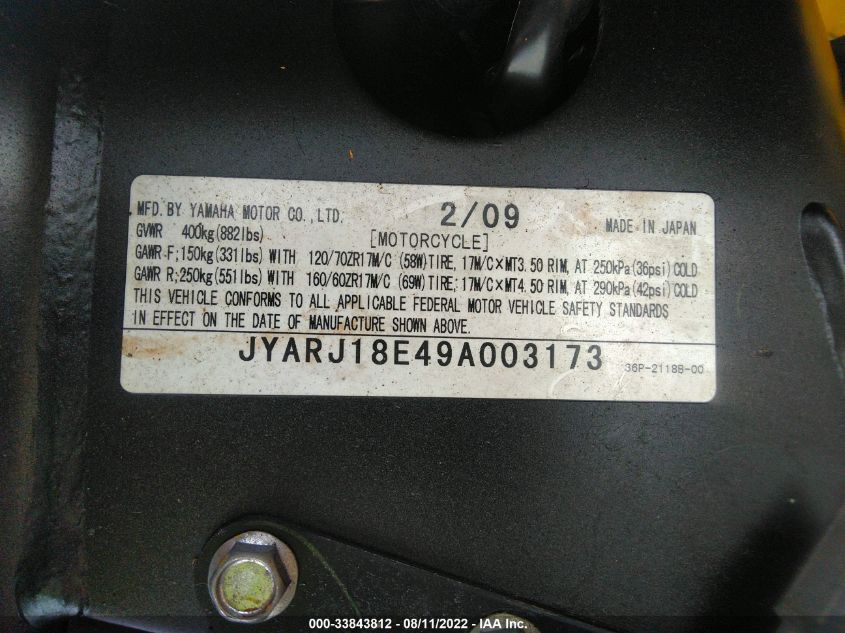 MFD. BY YAMAHA MOTOR CO., LTD. 2/09 MADE IN JAPAN
GVWR 400kg (882lbs) [MOTORCYCLE]
GAWR F; 150kg (331lbs) WITH 120/70ZR17M/C (58W) TIRE, 17M/C×MT3.50 RIM, AT 250kPa (36psi) COLD
GAWR R; 250kg (551lbs) WITH 160/60ZR17M/C (69W) TIRE; 17M/C×MT4.50 RIM, AT 290kPa (42psi) COLD
THIS VEHICLE CONFORMS TO ALL APPLICABLE FEDERAL MOTOR VEHICLE SAFETY STANDARDS
IN EFFECT ON THE DATE OF MANUFACTURE SHOWN ABOVE.
JYARJ18E49A003173 36P-2118B-00
000-33843812 - 08/11/2022 - IAA Inc.